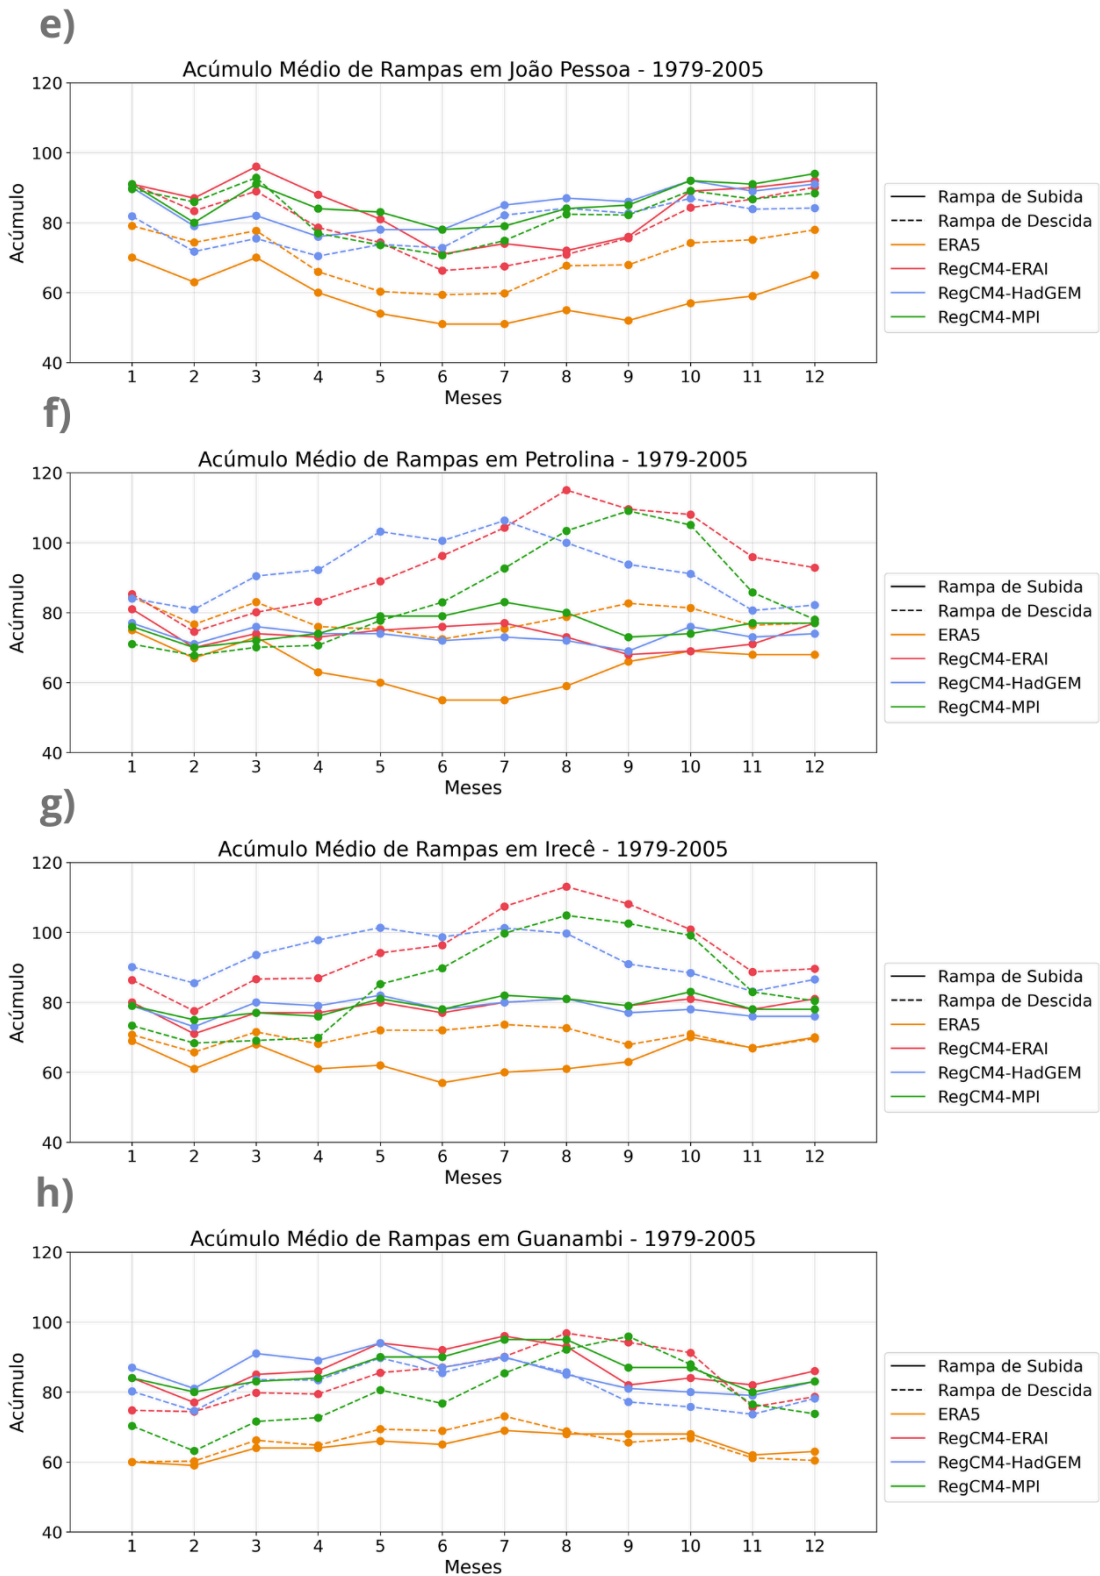 e)
Acúmulo Médio de Rampas em João Pessoa - 1979-2005
120
100
80
60
40
Acúmulo
1 2 3 4 5 6 7 8 9 10 11 12
Meses
Rampa de Subida
Rampa de Descida
ERA5
RegCM4-ERAI
RegCM4-HadGEM
RegCM4-MPI
f)
Acúmulo Médio de Rampas em Petrolina - 1979-2005
120
100
80
60
40
Acúmulo
1 2 3 4 5 6 7 8 9 10 11 12
Meses
Rampa de Subida
Rampa de Descida
ERA5
RegCM4-ERAI
RegCM4-HadGEM
RegCM4-MPI
g)
Acúmulo Médio de Rampas em Irecê - 1979-2005
120
100
80
60
40
Acúmulo
1 2 3 4 5 6 7 8 9 10 11 12
Meses
Rampa de Subida
Rampa de Descida
ERA5
RegCM4-ERAI
RegCM4-HadGEM
RegCM4-MPI
h)
Acúmulo Médio de Rampas em Guanambi - 1979-2005
120
100
80
60
40
Acúmulo
1 2 3 4 5 6 7 8 9 10 11 12
Meses
Rampa de Subida
Rampa de Descida
ERA5
RegCM4-ERAI
RegCM4-HadGEM
RegCM4-MPI